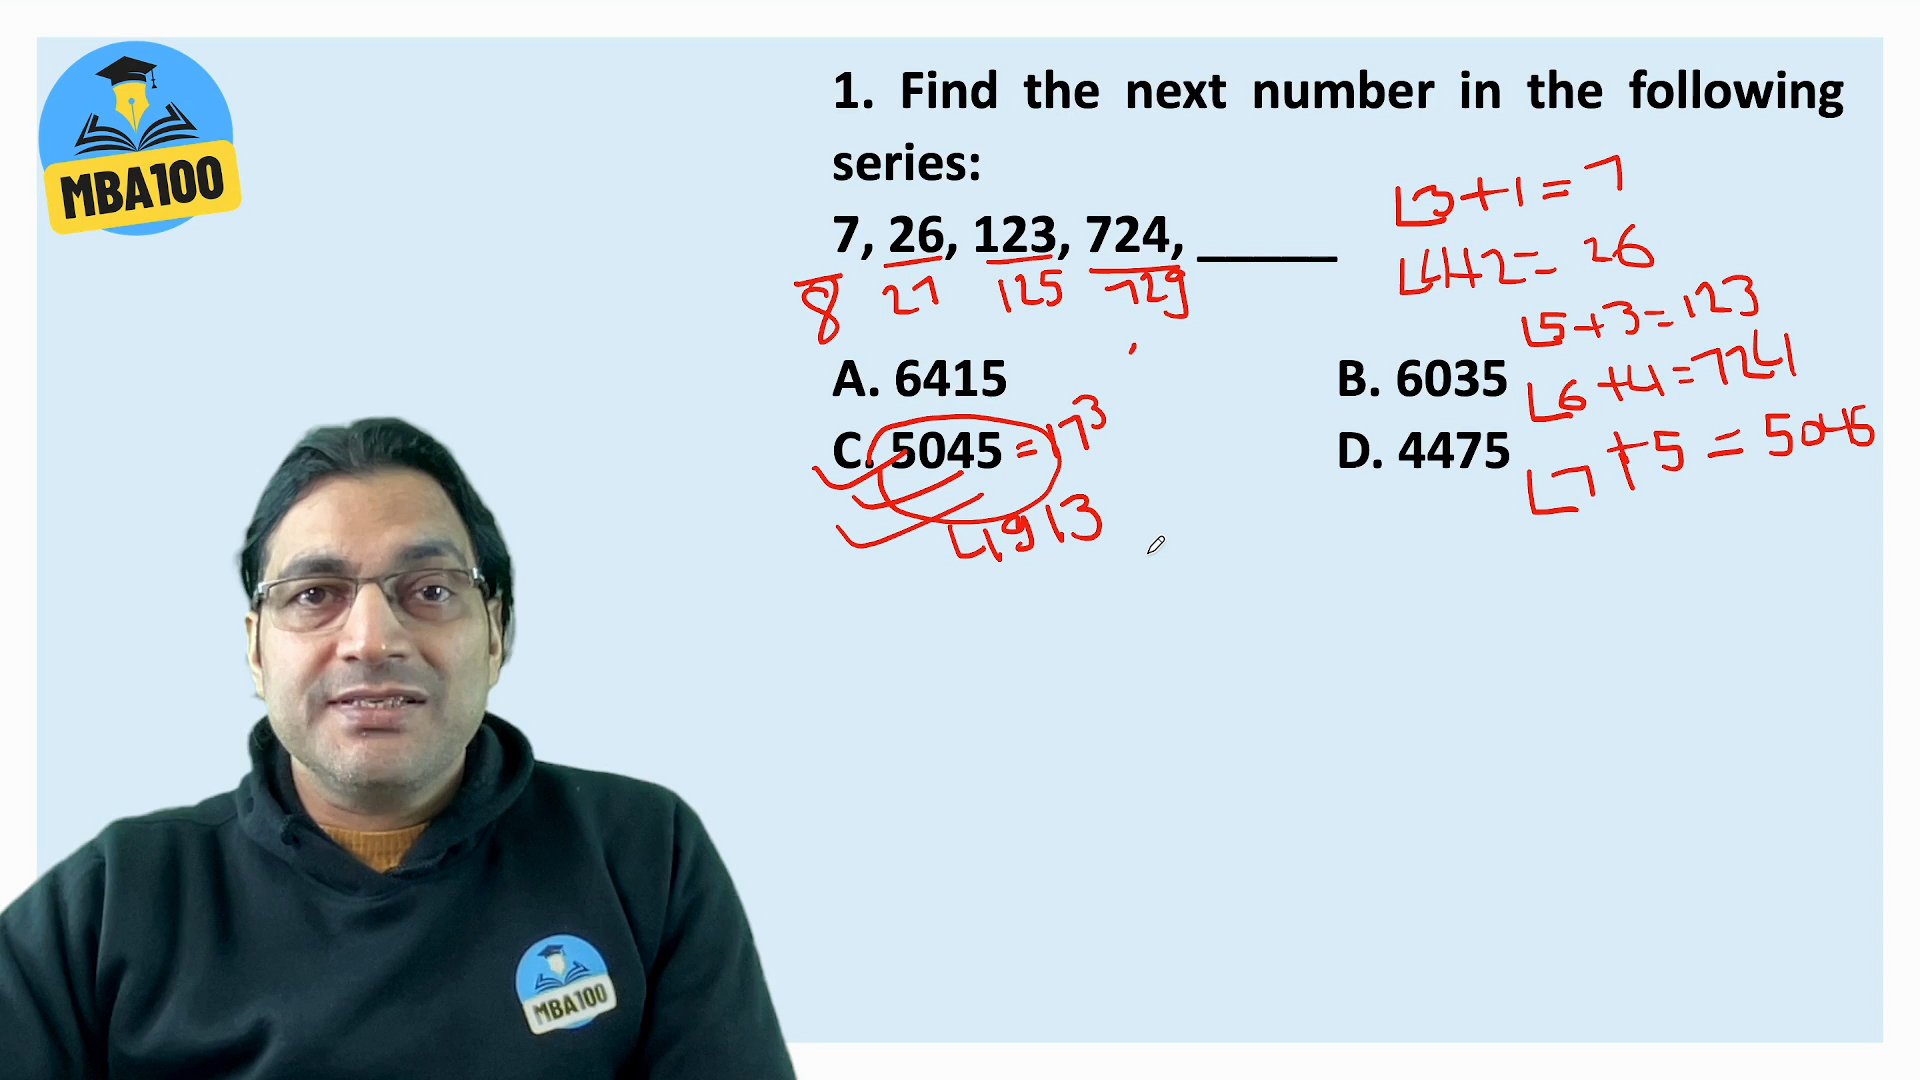 MBA100
1. Find the next number in the following
series:
7, 26, 123, 724, _____
8 27 125 729
A. 6415
B. 6035
C. 5045 = 17³
D. 4475
4913
L3+1=7
L4+2=26
L5+3=123
L6+4=724
L7+5=5045
MBA100